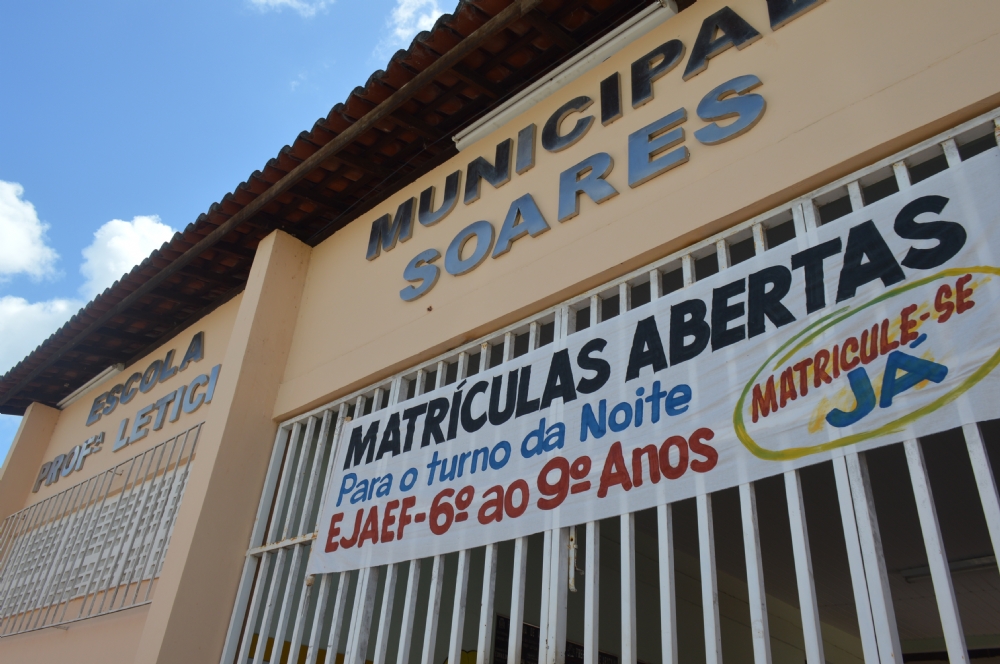 ESCOLA MUNICIPAL
PROFª LETICI SOARES
MATRÍCULAS ABERTAS
Para o turno da Noite
EJAEF-6º ao 9º Anos
MATRICULE-SE
JÁ